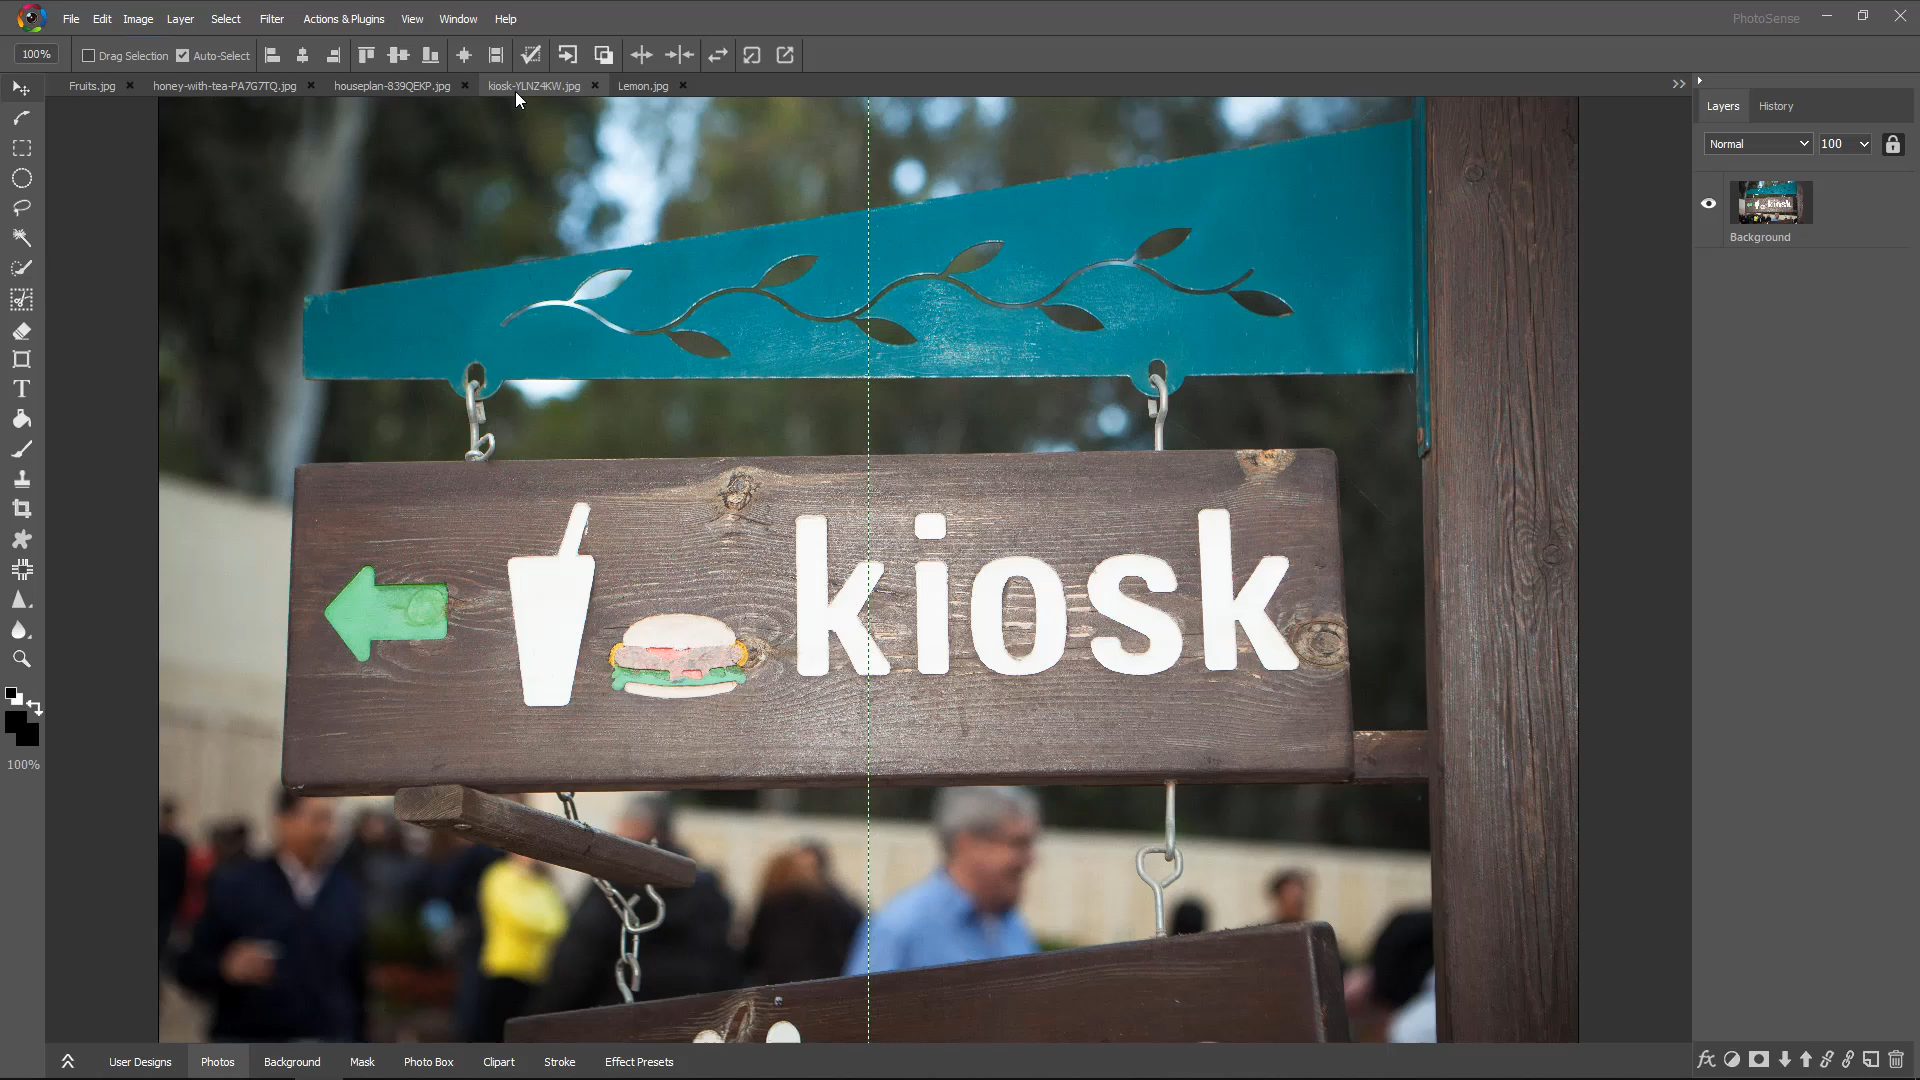 File Edit Image Layer Select Filter Actions & Plugins View Window Help
PhotoSense
100% Drag Selection Auto-Select
Fruits.jpg honey-with-tea-PA7G7TQ.jpg houseplan-839QEKP.jpg kiosk-YLNZ4KW.jpg Lemon.jpg
Layers History
Normal 100
kiosk
Background
kiosk
100%
User Designs Photos Background Mask Photo Box Clipart Stroke Effect Presets